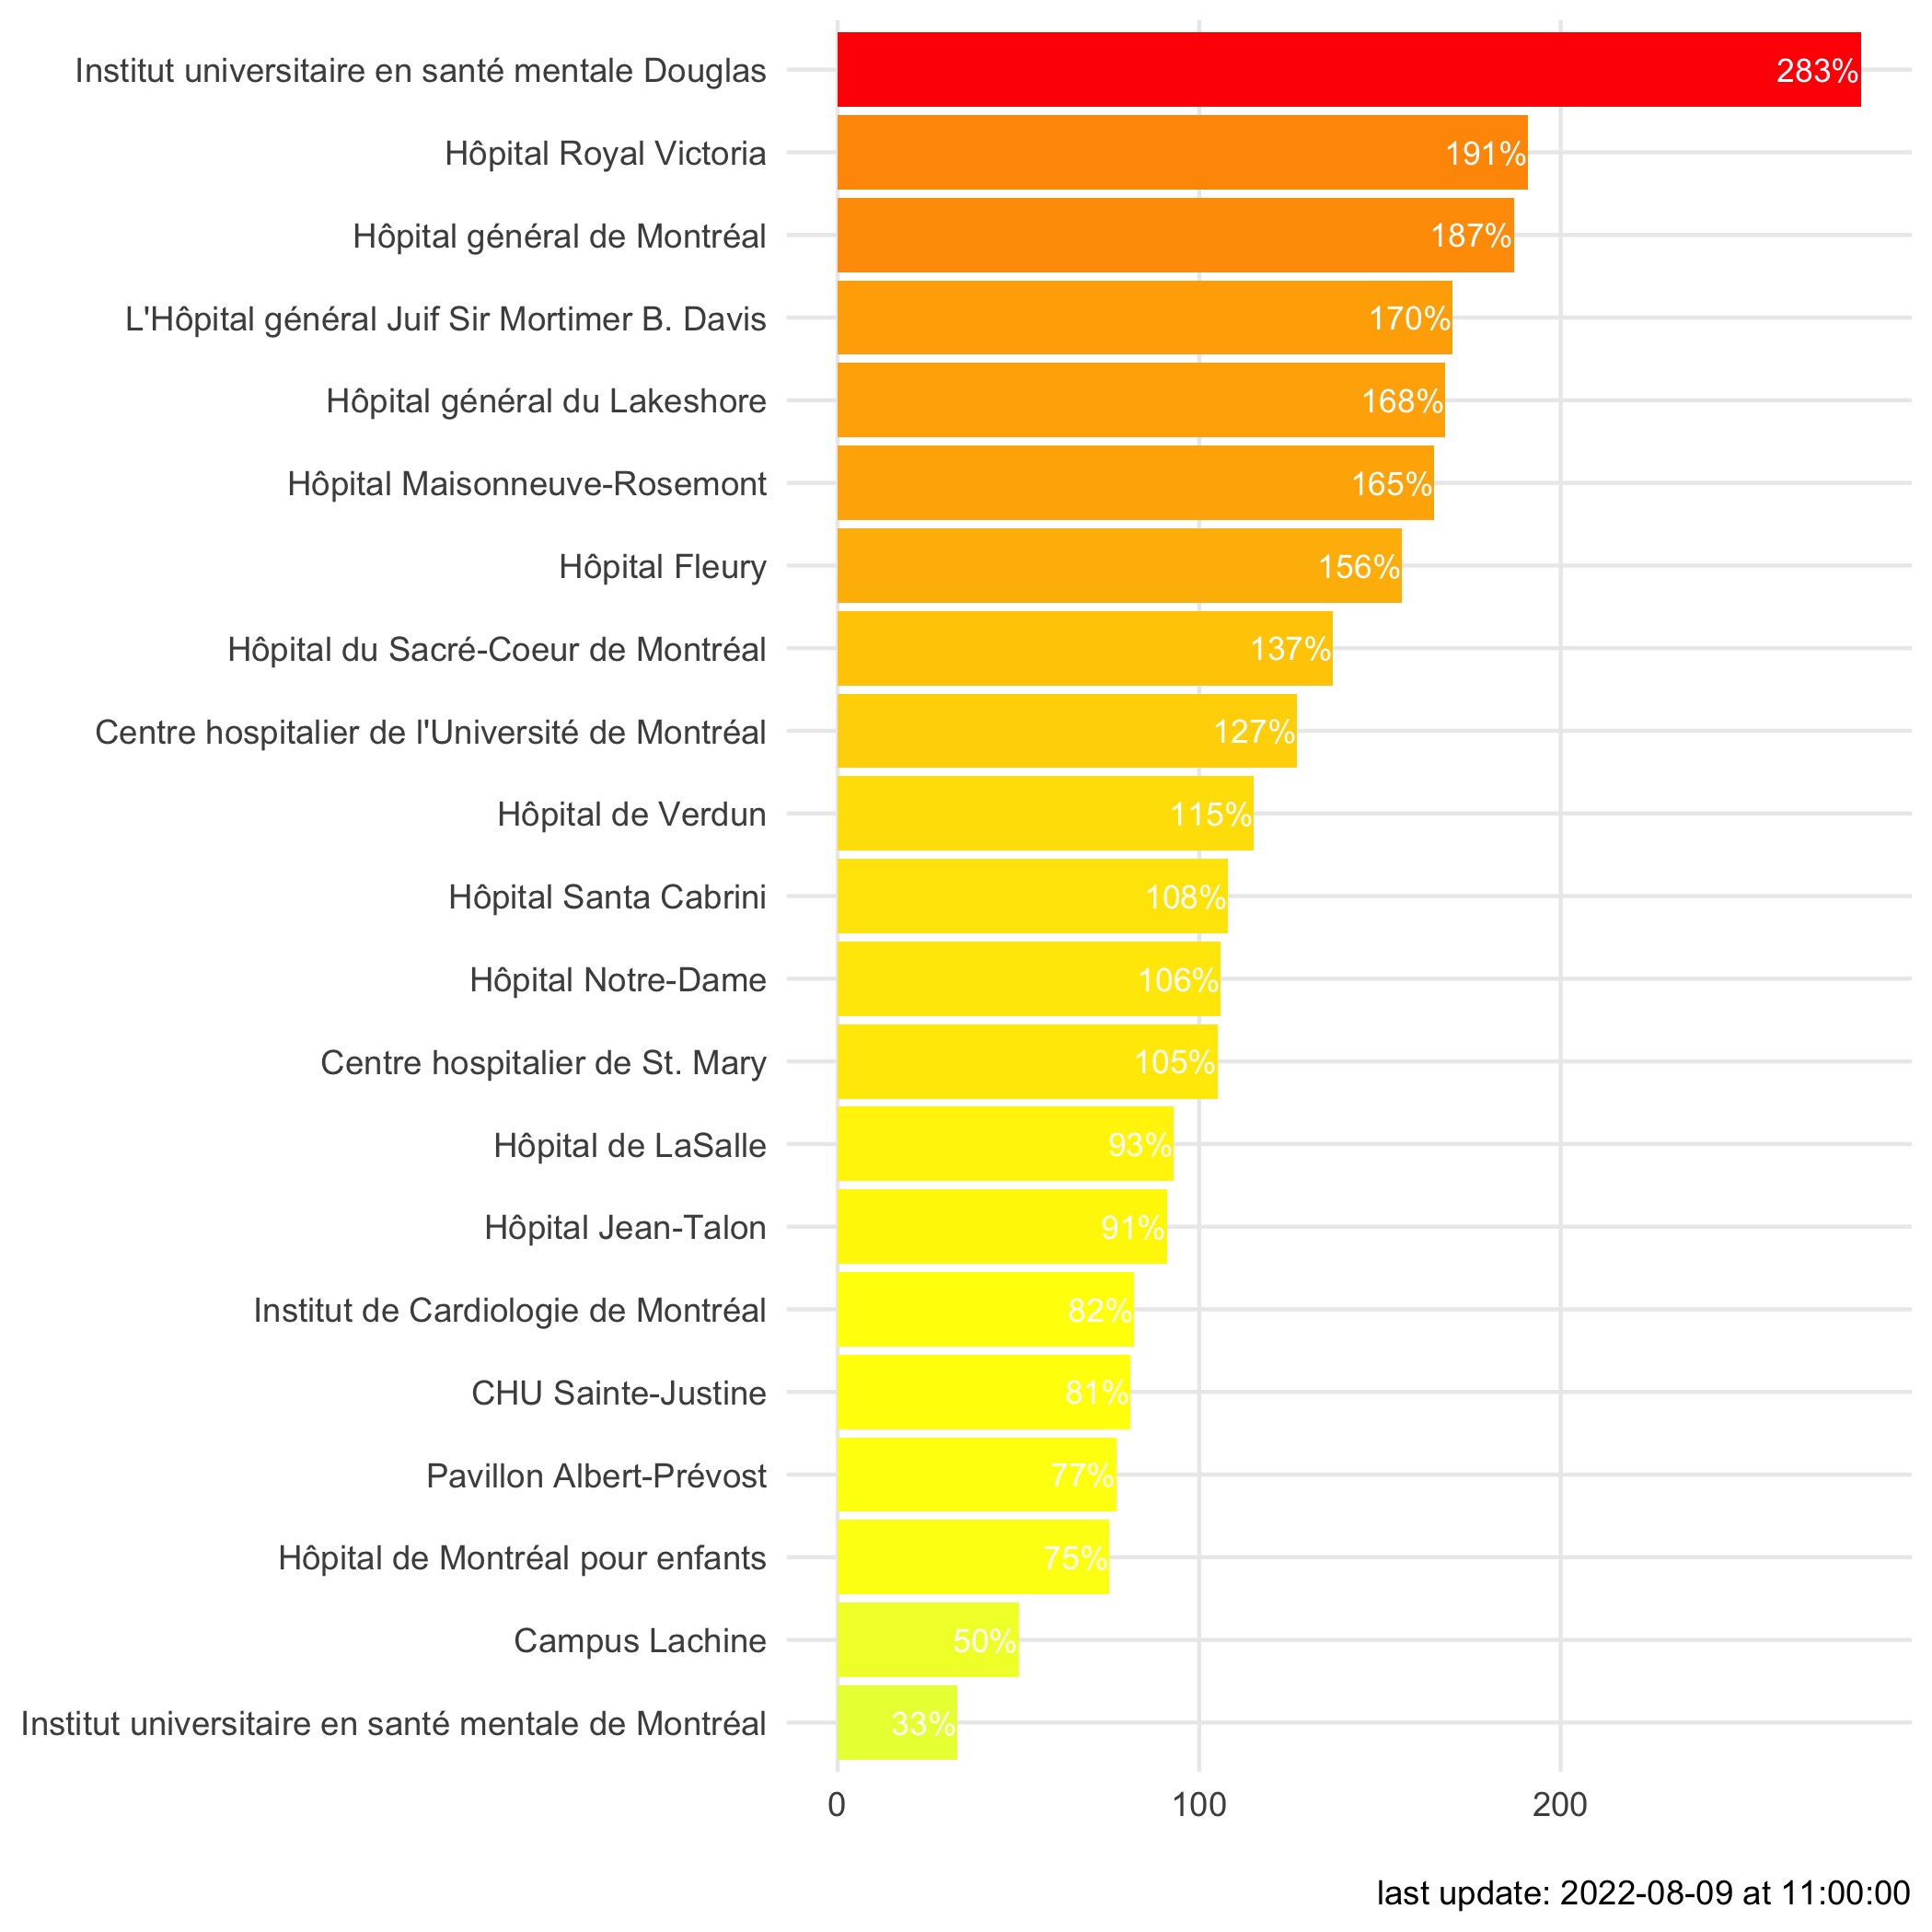 Institut universitaire en santé mentale Douglas 283%
Hôpital Royal Victoria 191%
Hôpital général de Montréal 187%
L'Hôpital général Juif Sir Mortimer B. Davis 170%
Hôpital général du Lakeshore 168%
Hôpital Maisonneuve-Rosemont 165%
Hôpital Fleury 156%
Hôpital du Sacré-Coeur de Montréal 137%
Centre hospitalier de l'Université de Montréal 127%
Hôpital de Verdun 115%
Hôpital Santa Cabrini 108%
Hôpital Notre-Dame 106%
Centre hospitalier de St. Mary 105%
Hôpital de LaSalle 93%
Hôpital Jean-Talon 91%
Institut de Cardiologie de Montréal 82%
CHU Sainte-Justine 81%
Pavillon Albert-Prévost 77%
Hôpital de Montréal pour enfants 75%
Campus Lachine 50%
Institut universitaire en santé mentale de Montréal 33%
0 100 200
last update: 2022-08-09 at 11:00:00